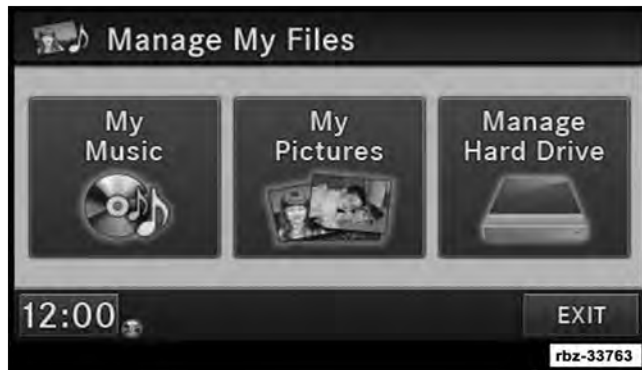 Manage My Files
My
Music
My
Pictures
Manage
Hard Drive
12:00
EXIT
rbz-33763